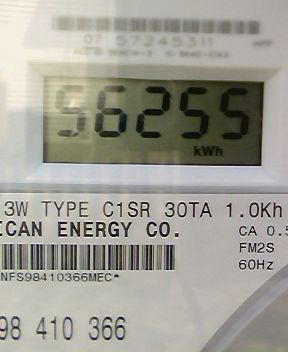 07 57245311
56255
kWh
3W TYPE C1SR 30TA 1.0Kh
ICAN ENERGY CO.
CA 0.5
FM2S
60Hz
NFS98410366MEC*
98 410 366